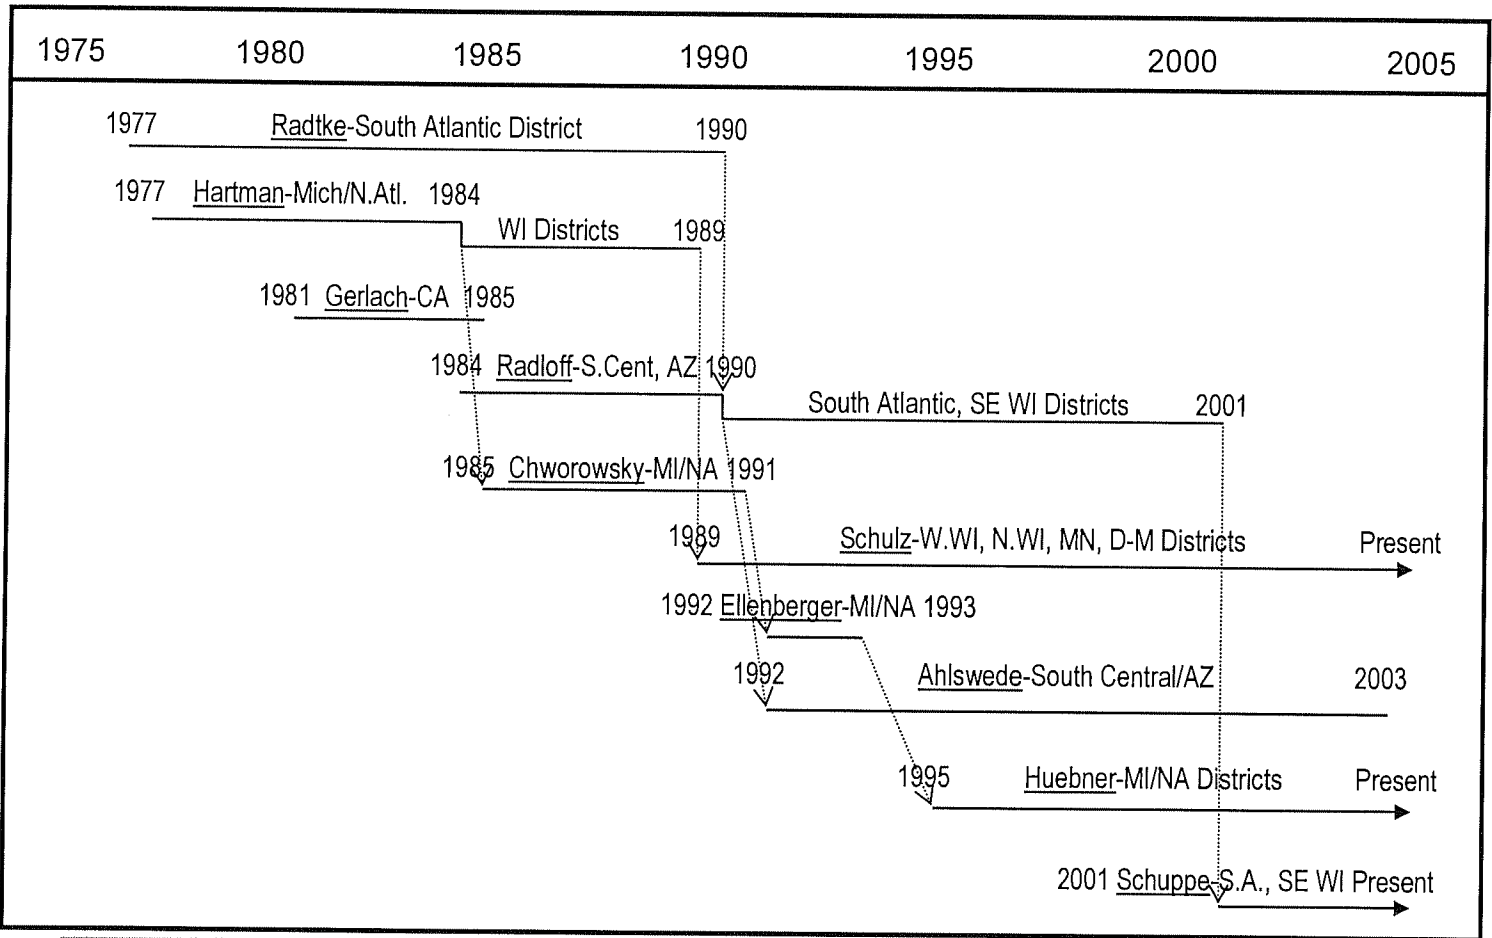 1975 1980 1985 1990 1995 2000 2005
1977 Radtke-South Atlantic District 1990
1977 Hartman-Mich/N.Atl. 1984
WI Districts 1989
1981 Gerlach-CA 1985
1984 Radloff-S.Cent, AZ 1990
South Atlantic, SE WI Districts 2001
1985 Chworowsky-MI/NA 1991
1989 Schulz-W.WI, N.WI, MN, D-M Districts Present
1992 Ellenberger-MI/NA 1993
1992 Ahlswede-South Central/AZ 2003
1995 Huebner-MI/NA Districts Present
2001 Schuppe-S.A., SE WI Present